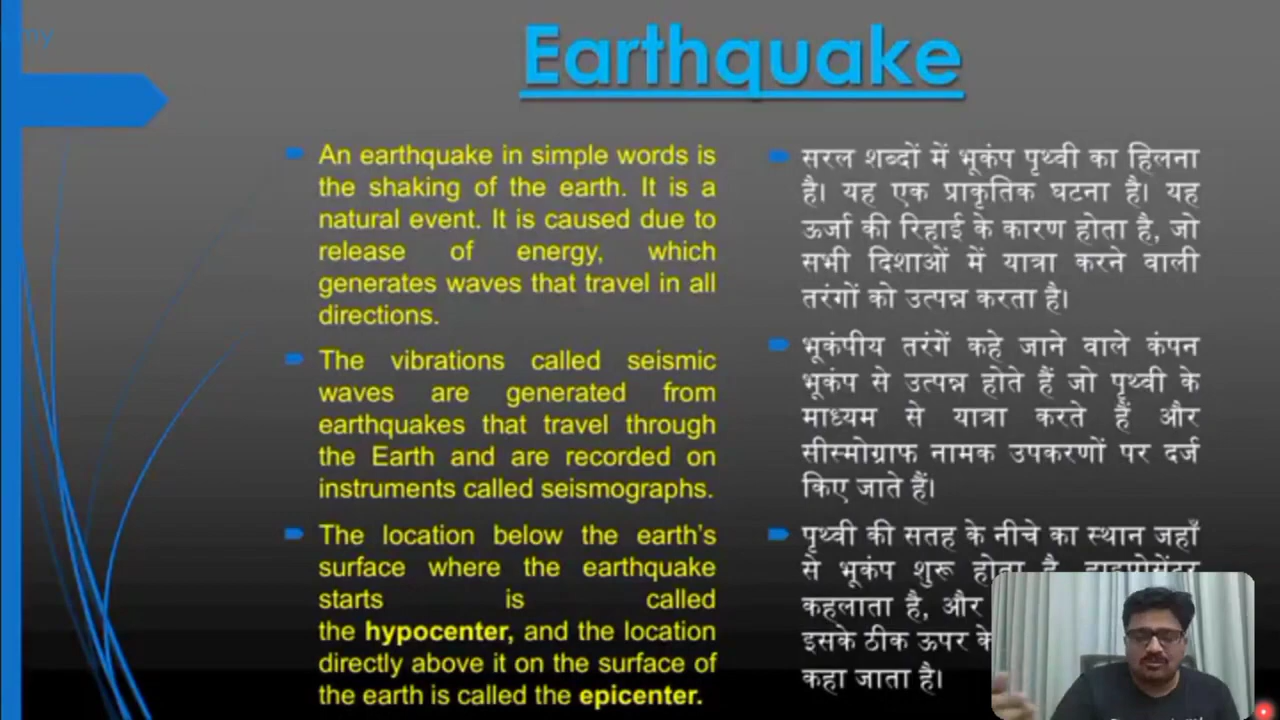 Earthquake
An earthquake in simple words is
the shaking of the earth. It is a
natural event. It is caused due to
release of energy, which
generates waves that travel in all
directions.
The vibrations called seismic
waves are generated from
earthquakes that travel through
the Earth and are recorded on
instruments called seismographs.
The location below the earth's
surface where the earthquake
starts is called
the hypocenter, and the location
directly above it on the surface of
the earth is called the epicenter.
सरल शब्दों में भूकंप पृथ्वी का हिलना
है। यह एक प्राकृतिक घटना है। यह
ऊर्जा की रिहाई के कारण होता है, जो
सभी दिशाओं में यात्रा करने वाली
तरंगों को उत्पन्न करता है।
भूकंपीय तरंगें कहे जाने वाले कंपन
भूकंप से उत्पन्न होते हैं जो पृथ्वी के
माध्यम से यात्रा करते हैं और
सीस्मोग्राफ नामक उपकरणों पर दर्ज
किए जाते हैं।
पृथ्वी की सतह के नीचे का स्थान जहाँ
से भूकंप शुरू होता है,
कहलाता है, और
इसके ठीक ऊपर के
कहा जाता है।